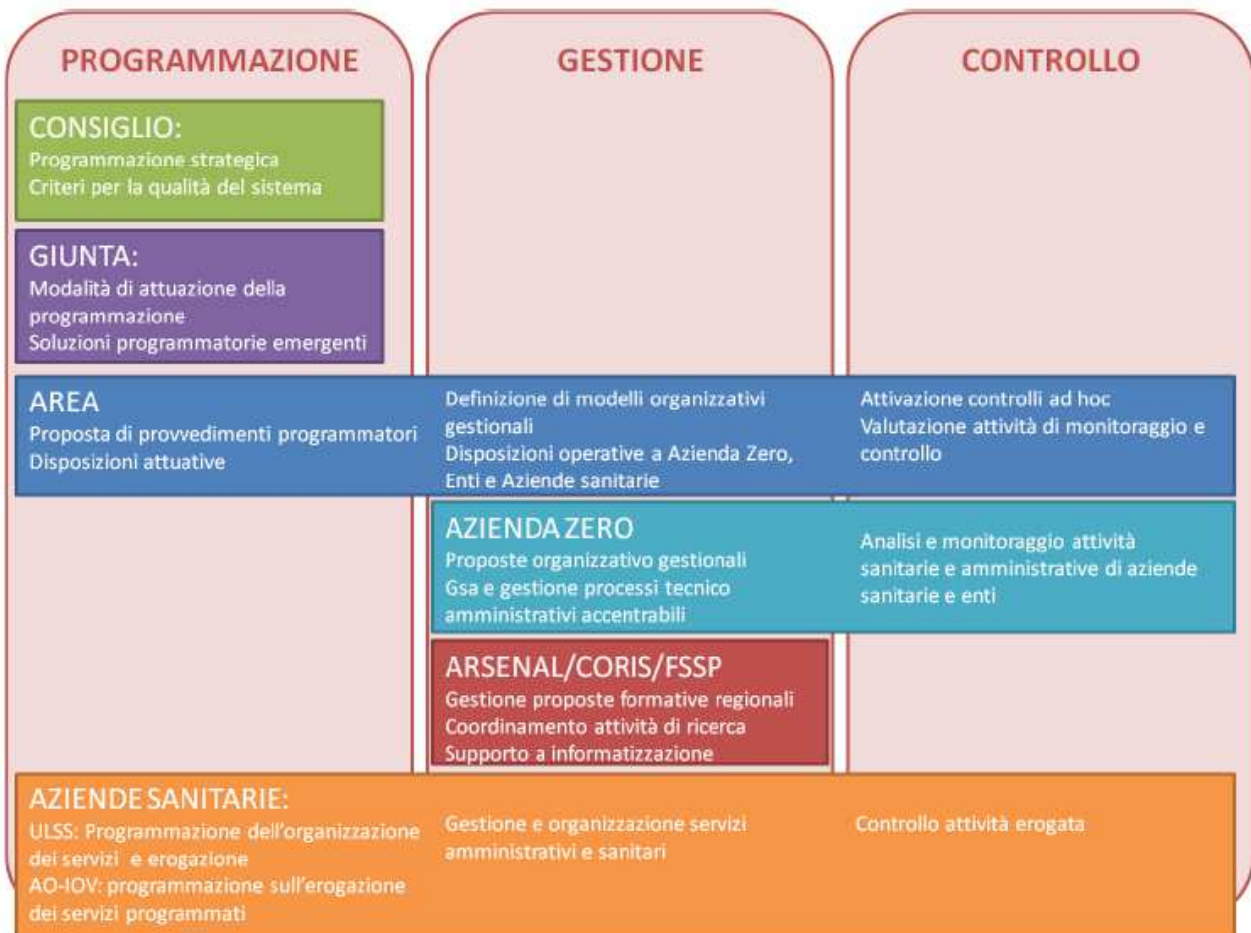 PROGRAMMAZIONE
GESTIONE
CONTROLLO
CONSIGLIO:
Programmazione strategica
Criteri per la qualità del sistema
GIUNTA:
Modalità di attuazione della
programmazione
Soluzioni programmatorie emergenti
AREA
Proposta di provvedimenti programmatori
Disposizioni attuative
Definizione di modelli organizzativi
gestionali
Disposizioni operative a Azienda Zero,
Enti e Aziende sanitarie
Attivazione controlli ad hoc
Valutazione attività di monitoraggio e
controllo
AZIENDA ZERO
Proposte organizzativo gestionali
Gsa e gestione processi tecnico
amministrativi accentrabili
Analisi e monitoraggio attività
sanitarie e amministrative di aziende
sanitarie e enti
ARSENAL/CORIS/FSSP
Gestione proposte formative regionali
Coordinamento attività di ricerca
Supporto a informatizzazione
AZIENDE SANITARIE:
ULSS: Programmazione dell'organizzazione
dei servizi e erogazione
AO-IOV: programmazione sull'erogazione
dei servizi programmati
Gestione e organizzazione servizi
amministrativi e sanitari
Controllo attività erogata